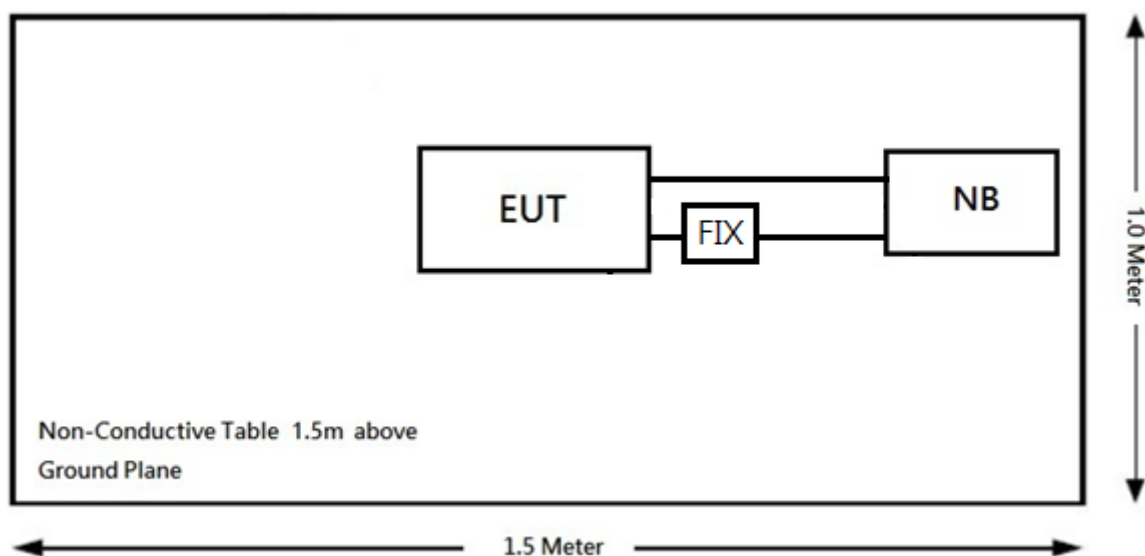 EUT
FIX
NB
1.0 Meter
Non-Conductive Table 1.5m above
Ground Plane
1.5 Meter